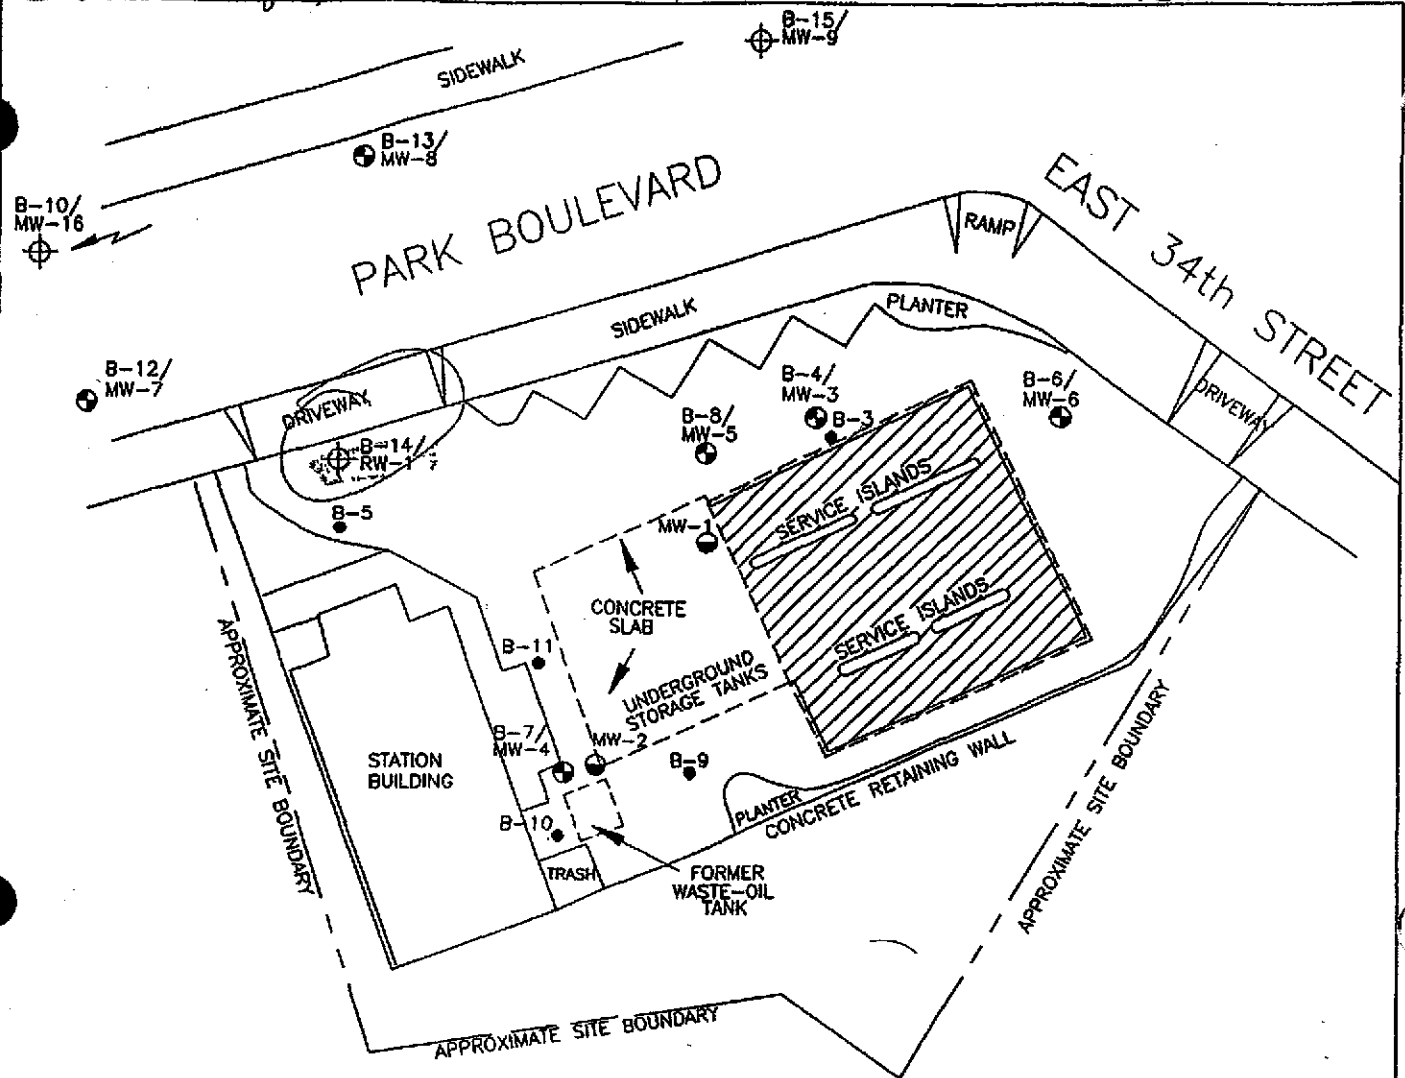 B-15/
MW-9
SIDEWALK
B-13/
MW-8
B-10/
MW-16
PARK BOULEVARD
EAST 34th STREET
RAMP
SIDEWALK
PLANTER
B-12/
MW-7
DRIVEWAY
B-4/
MW-3
B-6/
MW-6
DRIVEWAY
B-8/
MW-5
B-3
B-14/
RW-1
SERVICE ISLANDS
B-5
MW-1
CONCRETE
SLAB
SERVICE ISLANDS
B-11
UNDERGROUND
STORAGE TANKS
APPROXIMATE SITE BOUNDARY
B-7/
MW-4
MW-2
STATION
BUILDING
B-9
PLANTER
CONCRETE RETAINING WALL
APPROXIMATE SITE BOUNDARY
B-10
TRASH
FORMER
WASTE-OIL
TANK
APPROXIMATE SITE BOUNDARY